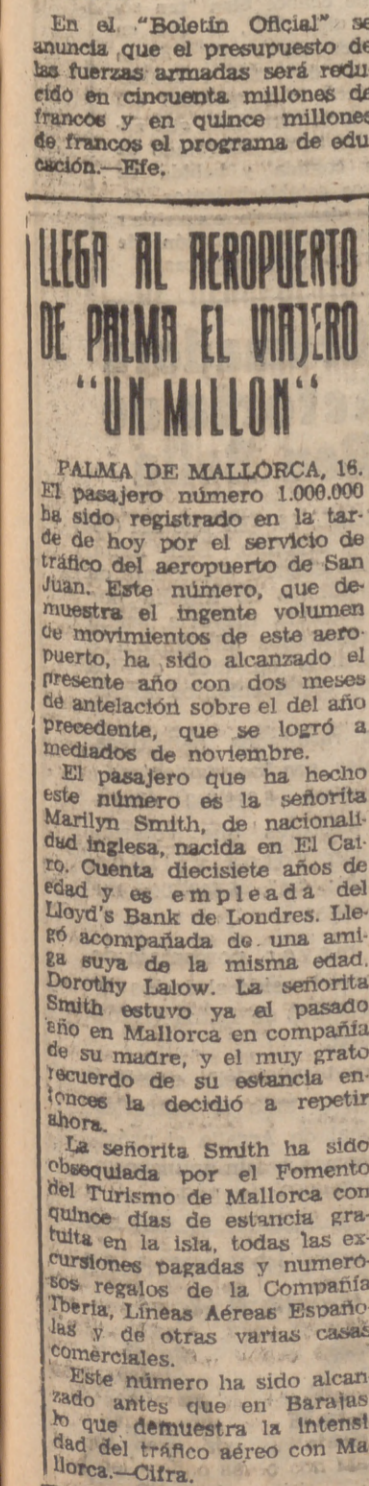 En el "Boletín Oficial" se
anuncia que el presupuesto de
las fuerzas armadas será redu
cido en cincuenta millones de
francos y en quince millones
de francos el programa de edu
cación.—Efe.
LLEGA AL AEROPUERTO
DE PALMA EL VIAJERO
"UN MILLON"
PALMA DE MALLORCA, 16.
El pasajero número 1.000.000
ha sido registrado en la tar-
de de hoy por el servicio de
tráfico del aeropuerto de San
Juan. Este número, que de-
muestra el ingente volumen
de movimientos de este aero-
puerto, ha sido alcanzado el
presente año con dos meses
de antelación sobre el del año
precedente, que se logró a
mediados de noviembre.
El pasajero que ha hecho
este número es la señorita
Marilyn Smith, de nacionali-
dad inglesa, nacida en El Cai-
ro. Cuenta diecisiete años de
edad y es empleada del
Lloyd's Bank de Londres. Lle-
gó acompañada de una ami-
ga suya de la misma edad.
Dorothy Lalow. La señorita
Smith estuvo ya el pasado
año en Mallorca en compañía
de su madre, y el muy grato
recuerdo de su estancia en-
tonces la decidió a repetir
ahora.
La señorita Smith ha sido
obsequiada por el Fomento
del Turismo de Mallorca con
quince días de estancia gra-
tuita en la isla, todas las ex-
cursiones pagadas y numero-
sos regalos de la Compañía
Iberia, Líneas Aéreas Españo-
las y de otras varias casas
comerciales.
Este número ha sido alcan
zado antes que en Barajas
lo que demuestra la intensi
dad del tráfico aéreo con Ma
llorca.—Cifra.